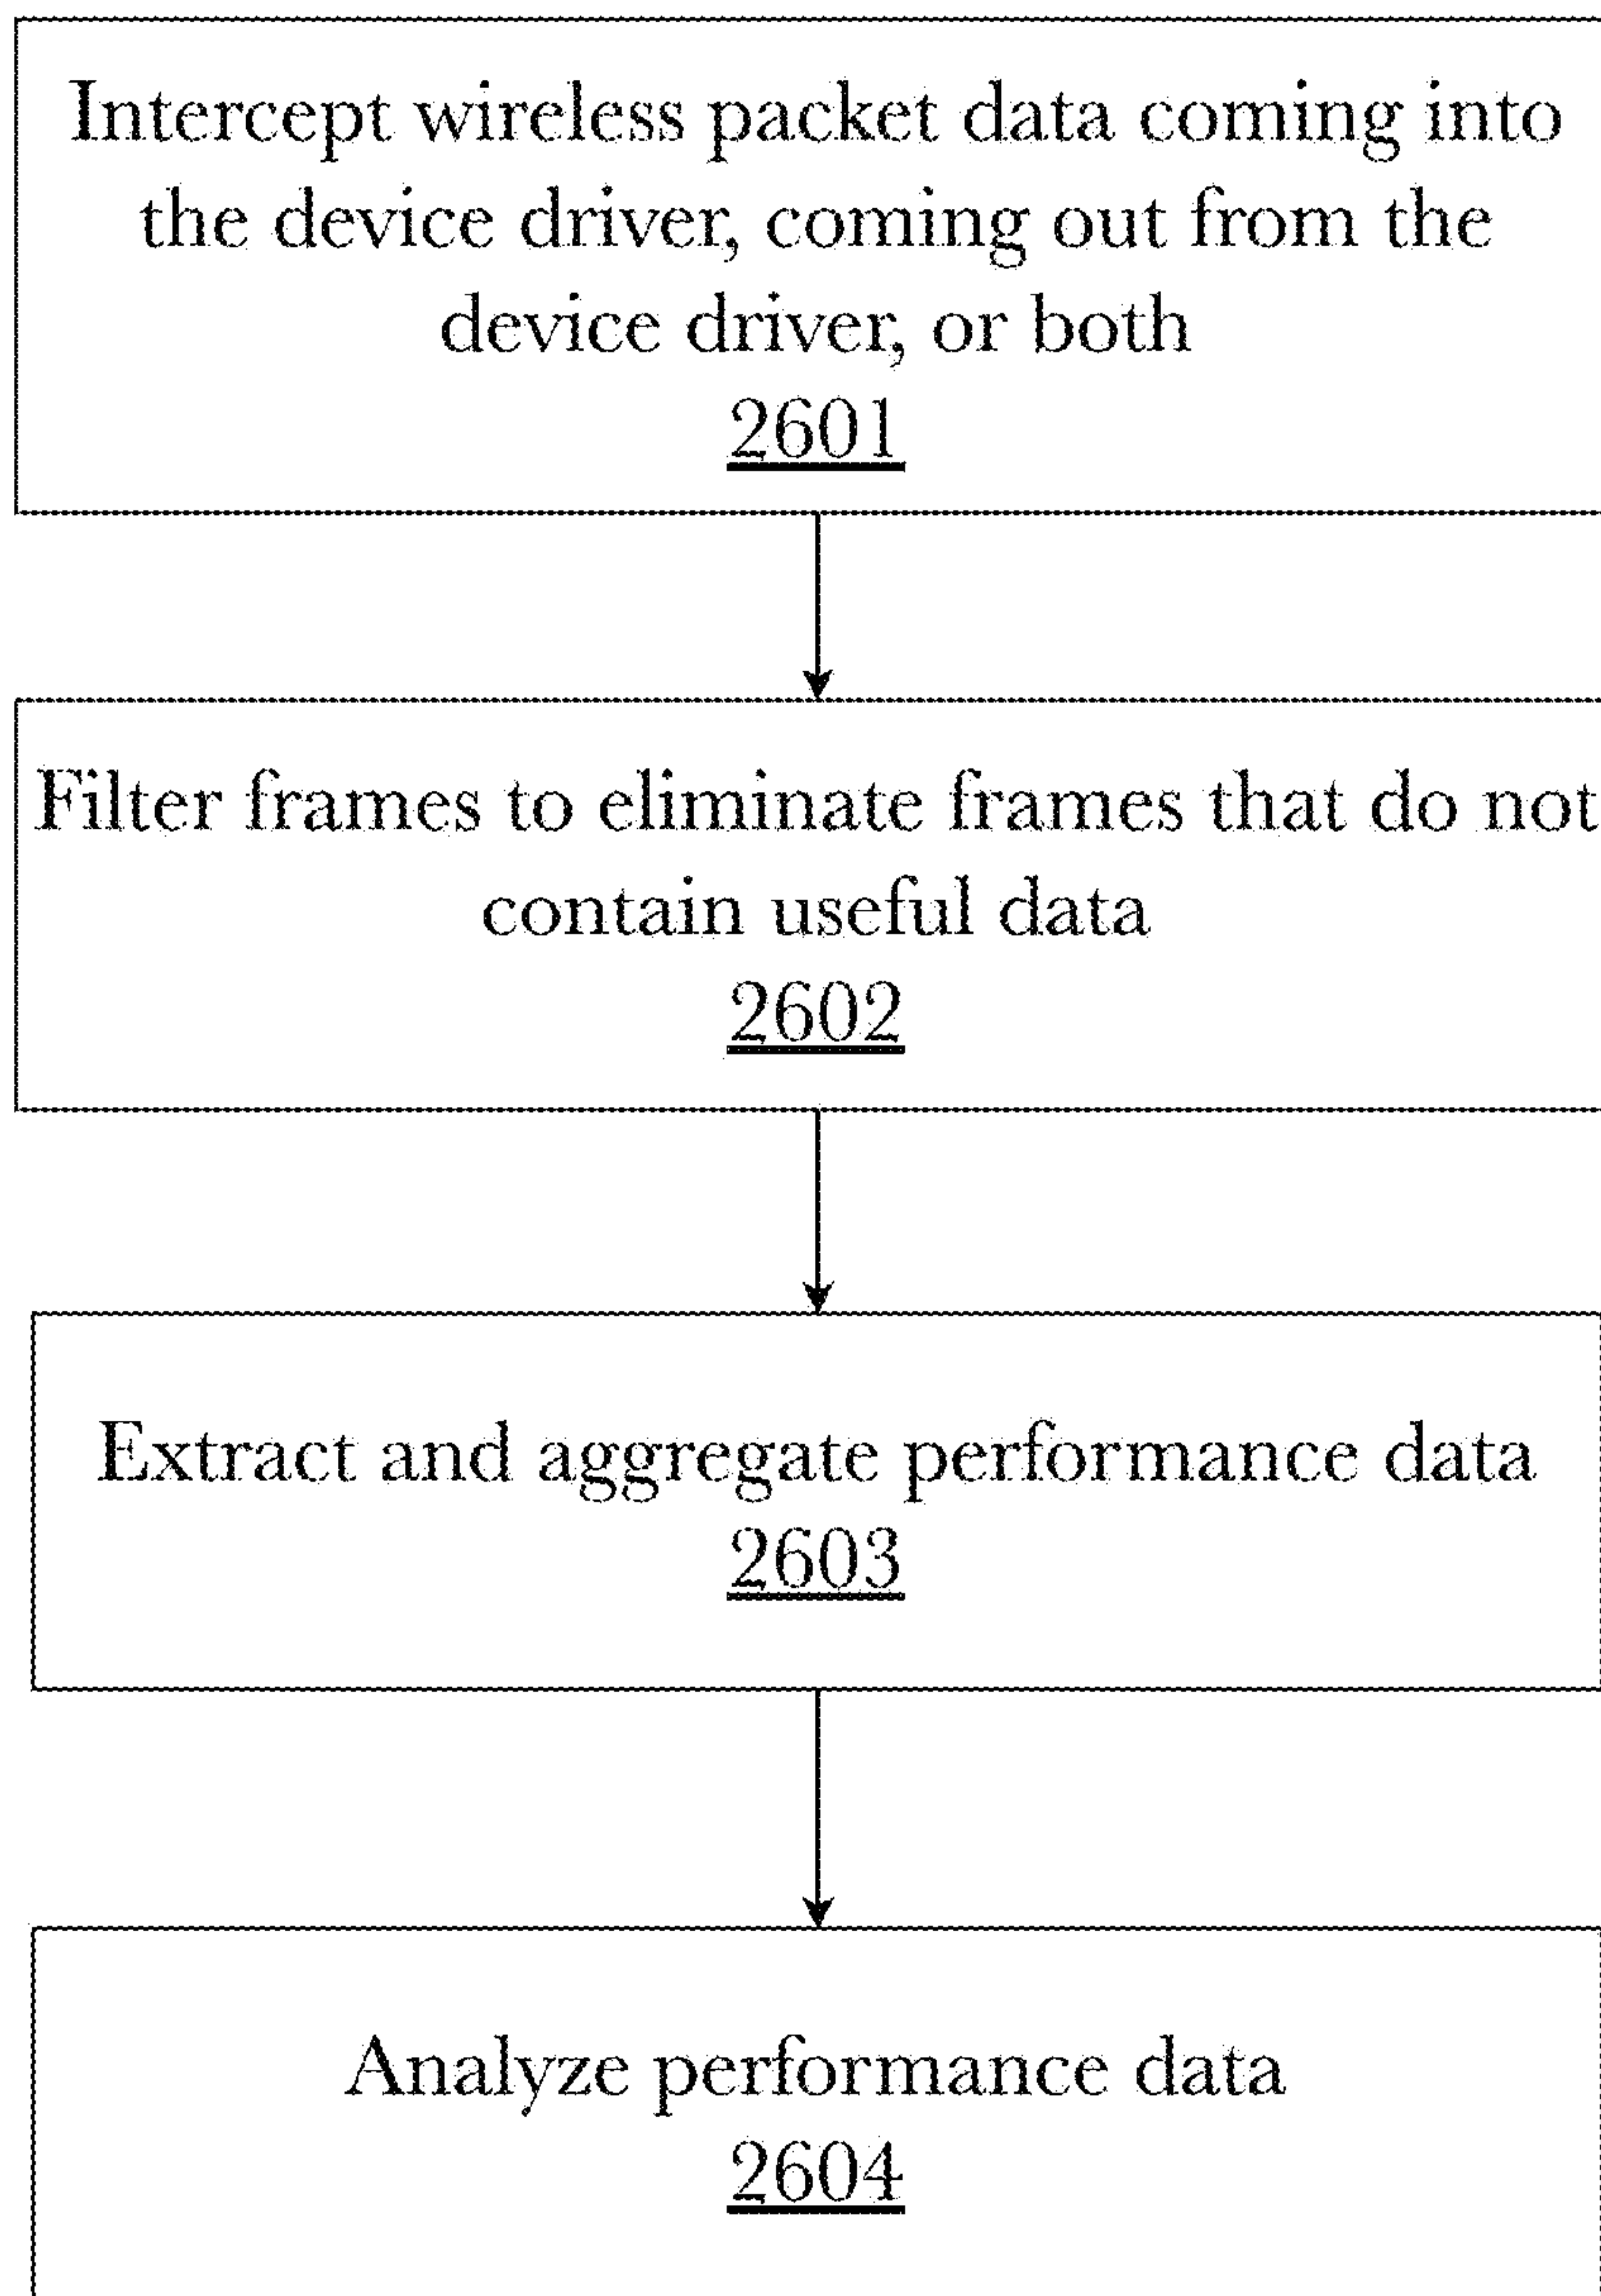 Intercept wireless packet data coming into
the device driver, coming out from the
device driver, or both
2601
Filter frames to eliminate frames that do not
contain useful data
2602
Extract and aggregate performance data
2603
Analyze performance data
2604